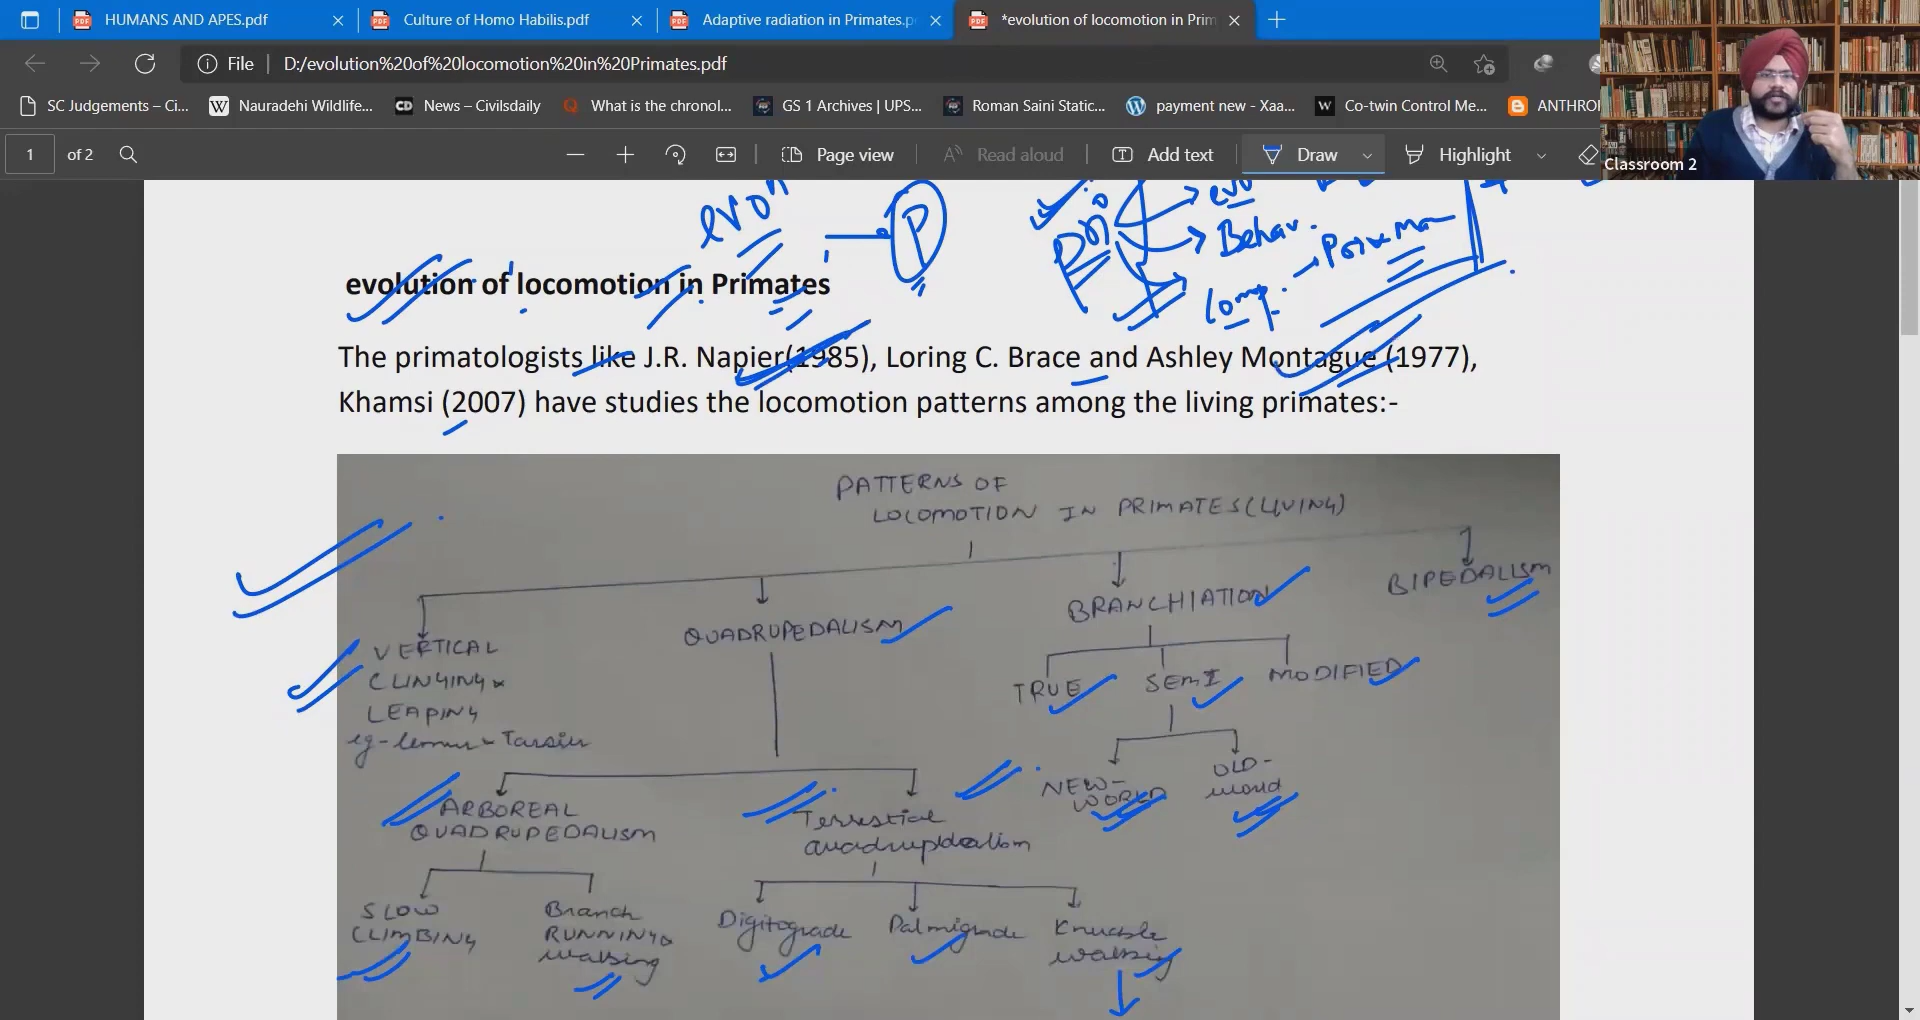 HUMANS AND APES.pdf
Culture of Homo Habilis.pdf
Adaptive radiation in Primates.p
*evolution of locomotion in Prim
File
D:/evolution%20of%20locomotion%20in%20Primates.pdf
SC Judgements – Ci...
Nauradehi Wildlife...
News – Civilsdaily
What is the chronol...
GS 1 Archives | UPS...
Roman Saini Static...
payment new - Xaa...
Co-twin Control Me...
ANTHRO
1 of 2
Page view
Read aloud
Add text
Draw
Highlight
Classroom 2
evoⁿ
P
evo
Behav.
Comp.
evolution of locomotion in Primates
The primatologists like J.R. Napier(1985), Loring C. Brace and Ashley Montague (1977),
Khamsi (2007) have studies the locomotion patterns among the living primates:-
PATTERNS OF
LOCOMOTION IN PRIMATES (LIVING)
VERTICAL
CLINGING &
LEAPING
eg - lemur & Tarsier
QUADRUPEDALISM
BRANCHIATION
BIPEDALISM
TRUE
SEMI
MODIFIED
NEW-
WORLD
OLD-
world
ARBOREAL
QUADRUPEDALISM
Terrestial
quadrupedalism
SLOW
CLIMBING
Branch
RUNNING &
walking
Digitograde
Palmigrade
Knuckle
walking